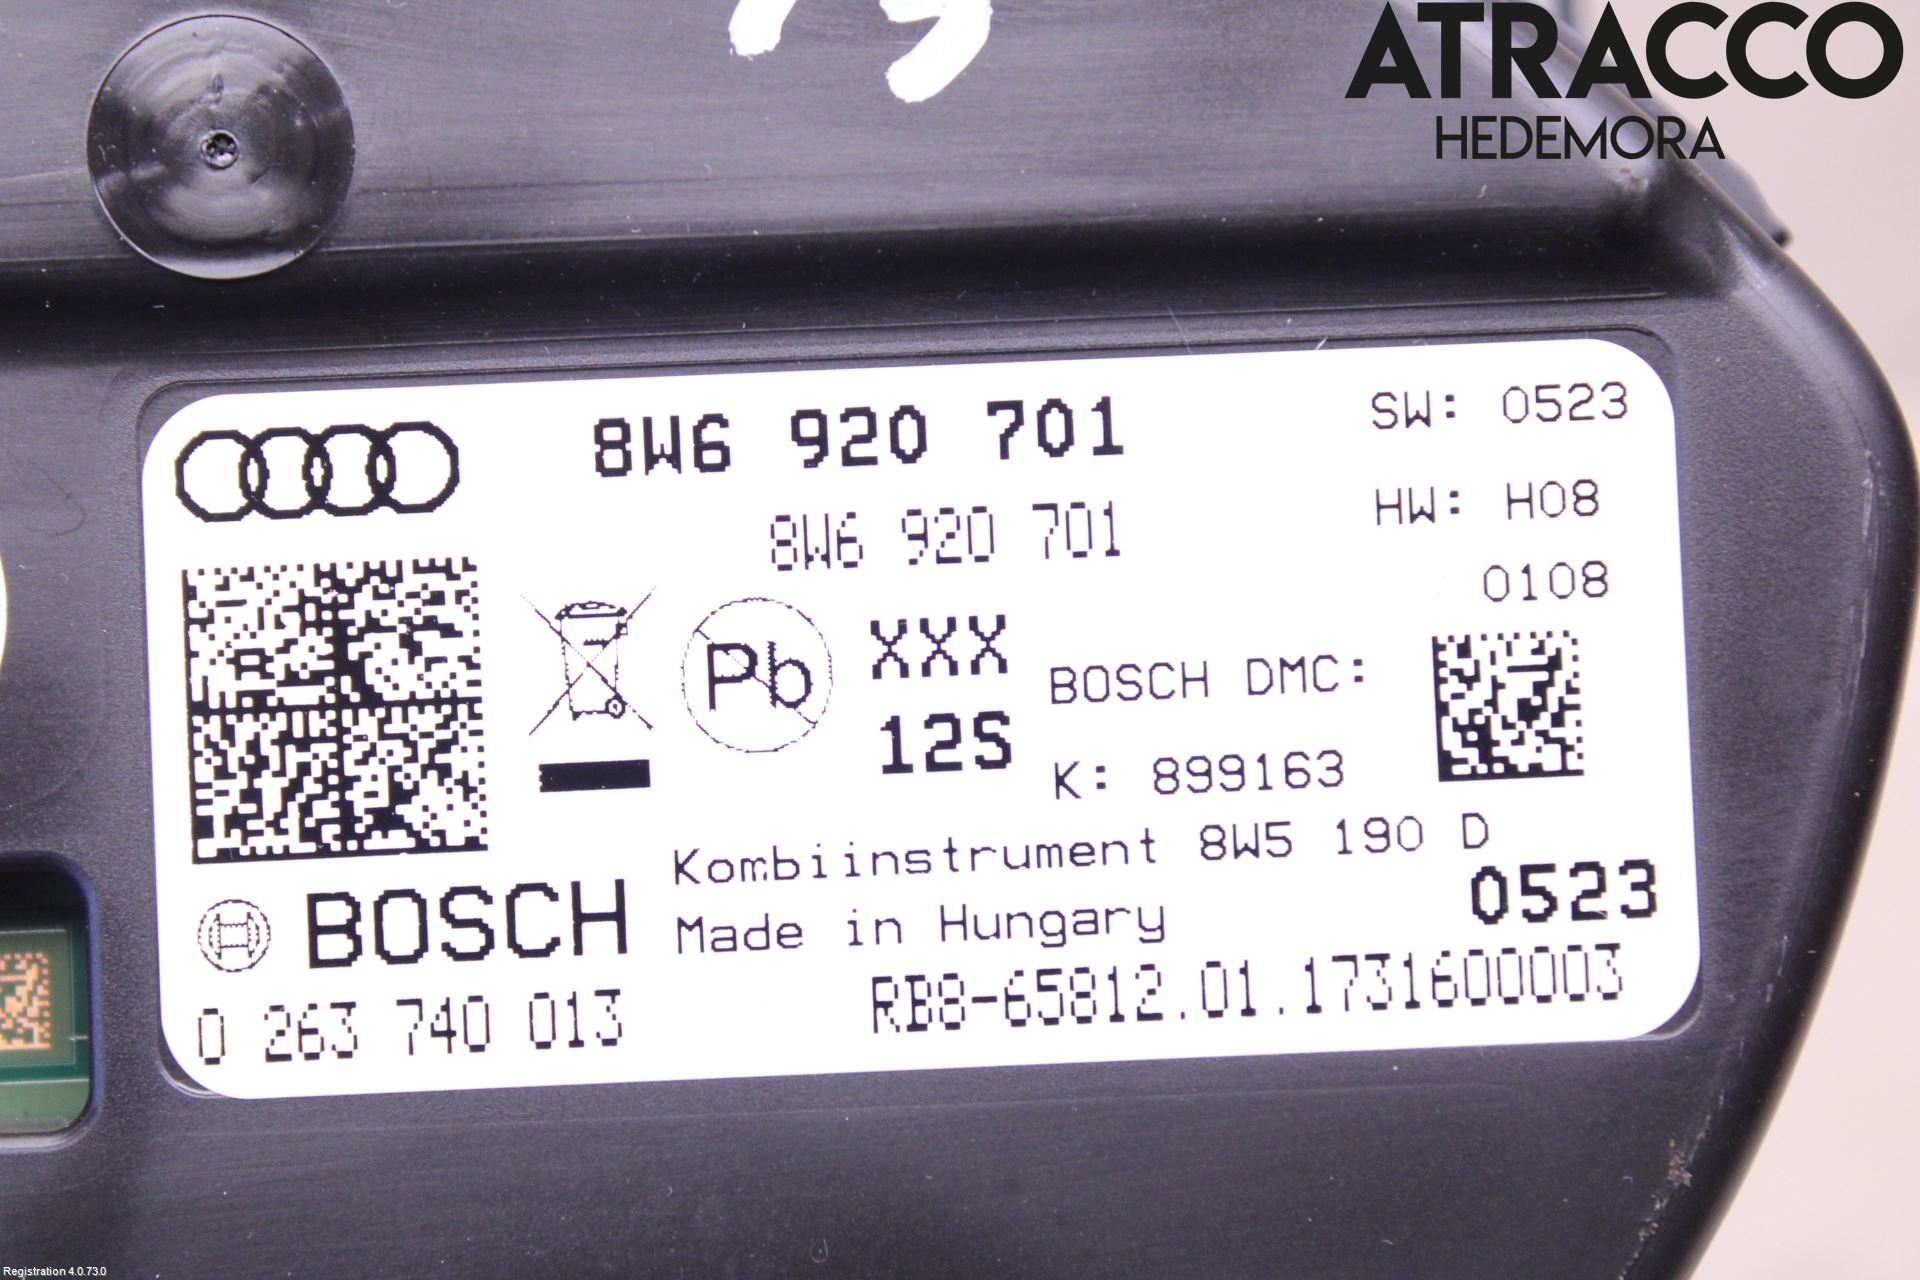 ATRACCO
HEDEMORA
8W6 920 701
SW: 0523
8W6 920 701
HW: H08
0108
Pb
XXX
12S
BOSCH DMC:
K: 899163
Kombiinstrument 8W5 190 D
BOSCH
Made in Hungary
0523
0 263 740 013
RB8-65812.01.1731600003
Registration 4.0.73.0